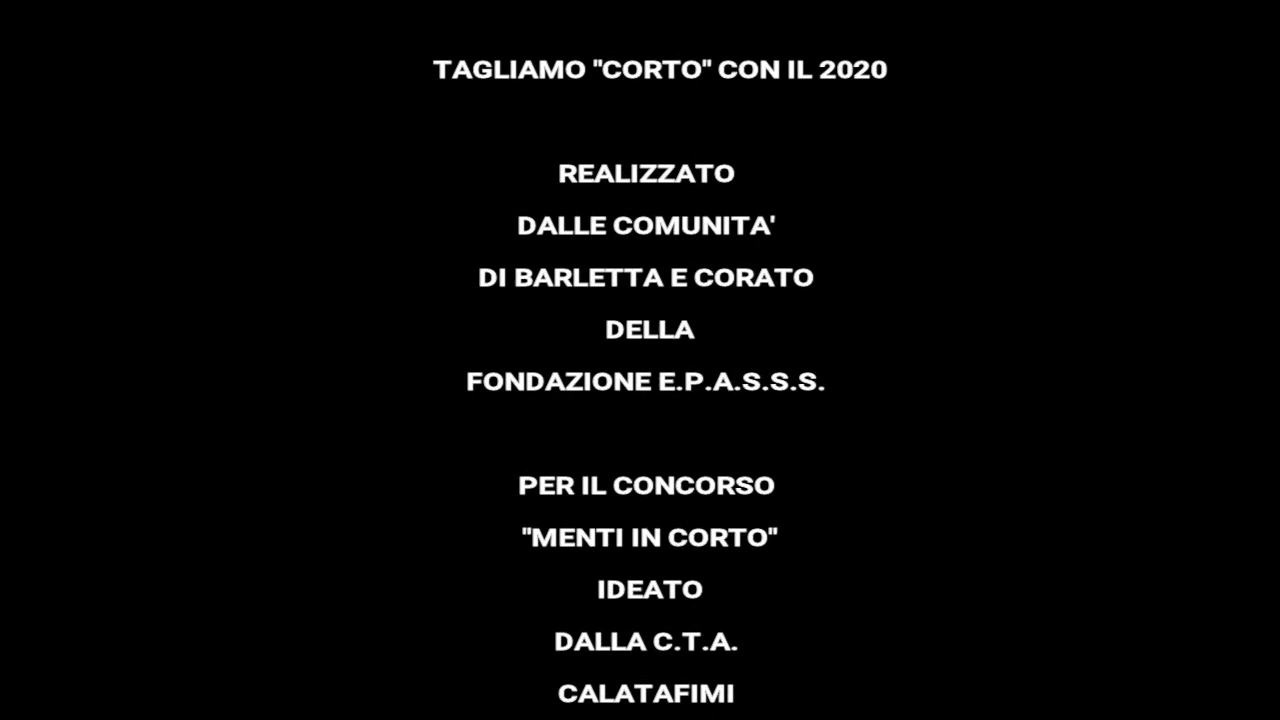 TAGLIAMO "CORTO" CON IL 2020
REALIZZATO
DALLE COMUNITA'
DI BARLETTA E CORATO
DELLA
FONDAZIONE E.P.A.S.S.S.
PER IL CONCORSO
"MENTI IN CORTO"
IDEATO
DALLA C.T.A.
CALATAFIMI